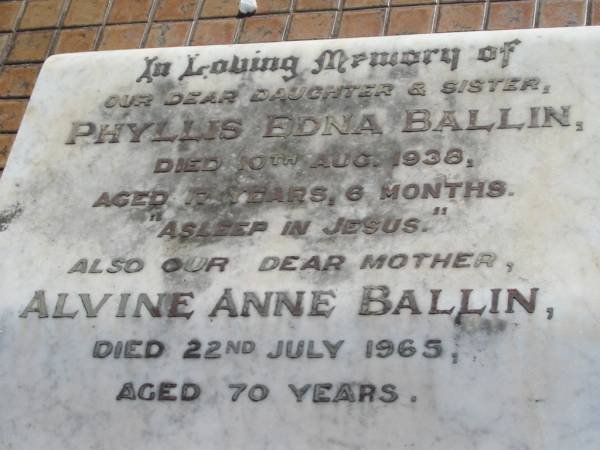 In Loving Memory of
OUR DEAR DAUGHTER & SISTER,
PHYLLIS EDNA BALLIN,
DIED 10TH AUG. 1938,
AGED 17 YEARS, 6 MONTHS.
"ASLEEP IN JESUS."
ALSO OUR DEAR MOTHER,
ALVINE ANNE BALLIN,
DIED 22ND JULY 1965,
AGED 70 YEARS.